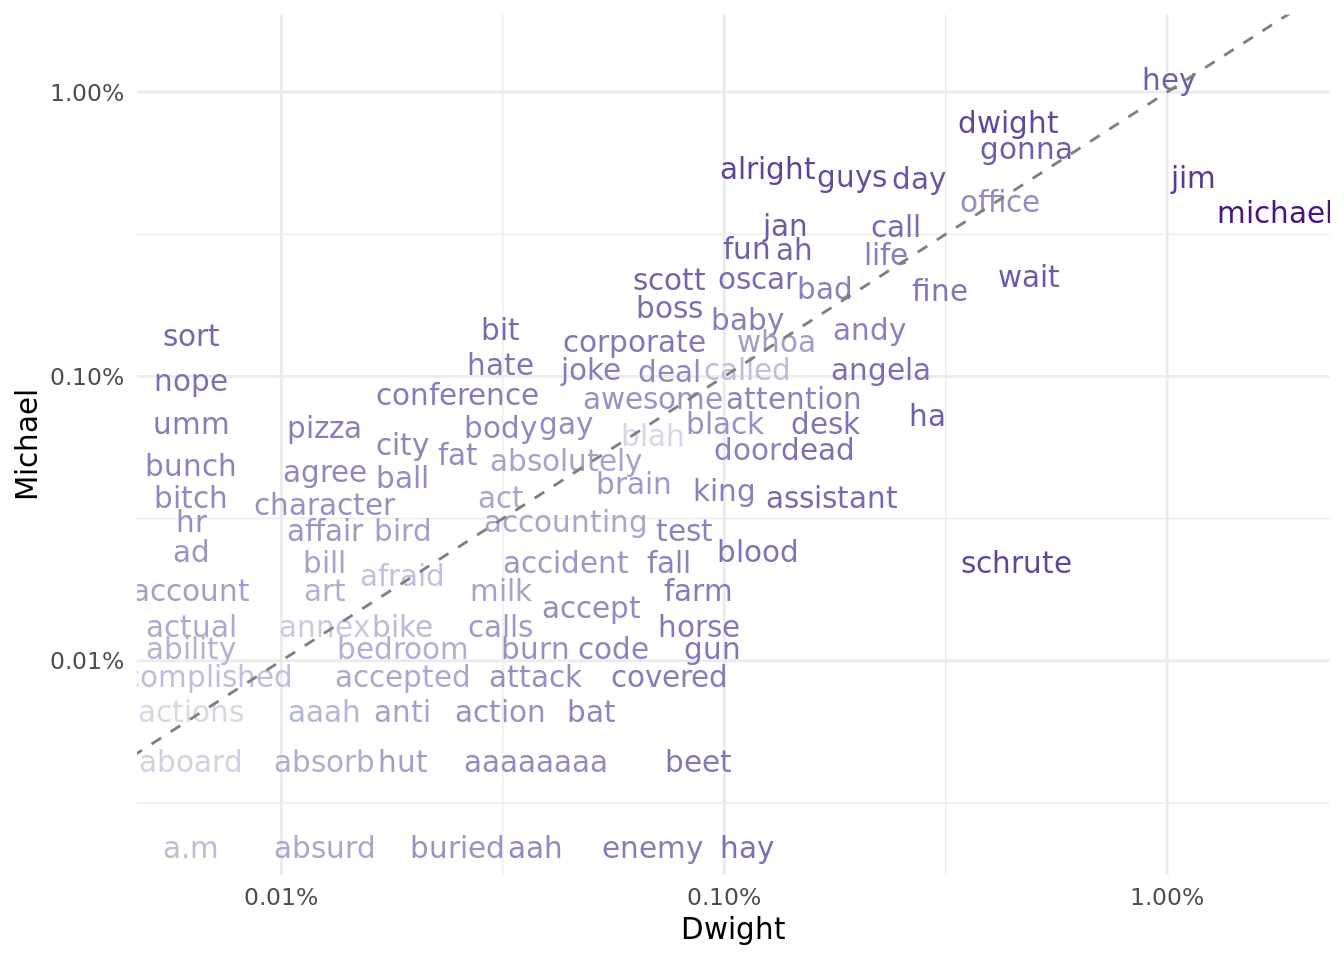 hey
1.00%
dwight
gonna
alright guys day jim
office
michael
jan call
fun ah life
scott oscar bad fine wait
boss
baby
sort bit andy
corporate whoa
hate joke deal called angela
0.10%
nope
conference awesome attention
ha
umm pizza body gay blah black desk
city fat doordead
bunch agree ball absolutely
brain king
bitch character act assistant
hr affair bird accounting test
ad bill accident fall blood schrute
afraid
account art milk farm
accept
actual annex bike calls horse
ability bedroom burn code gun
0.01%
complished accepted attack covered
actions aaah anti action bat
aboard absorb hut aaaaaaaa beet
a.m absurd buried aah enemy hay
0.01% 0.10% 1.00%
Dwight
Michael